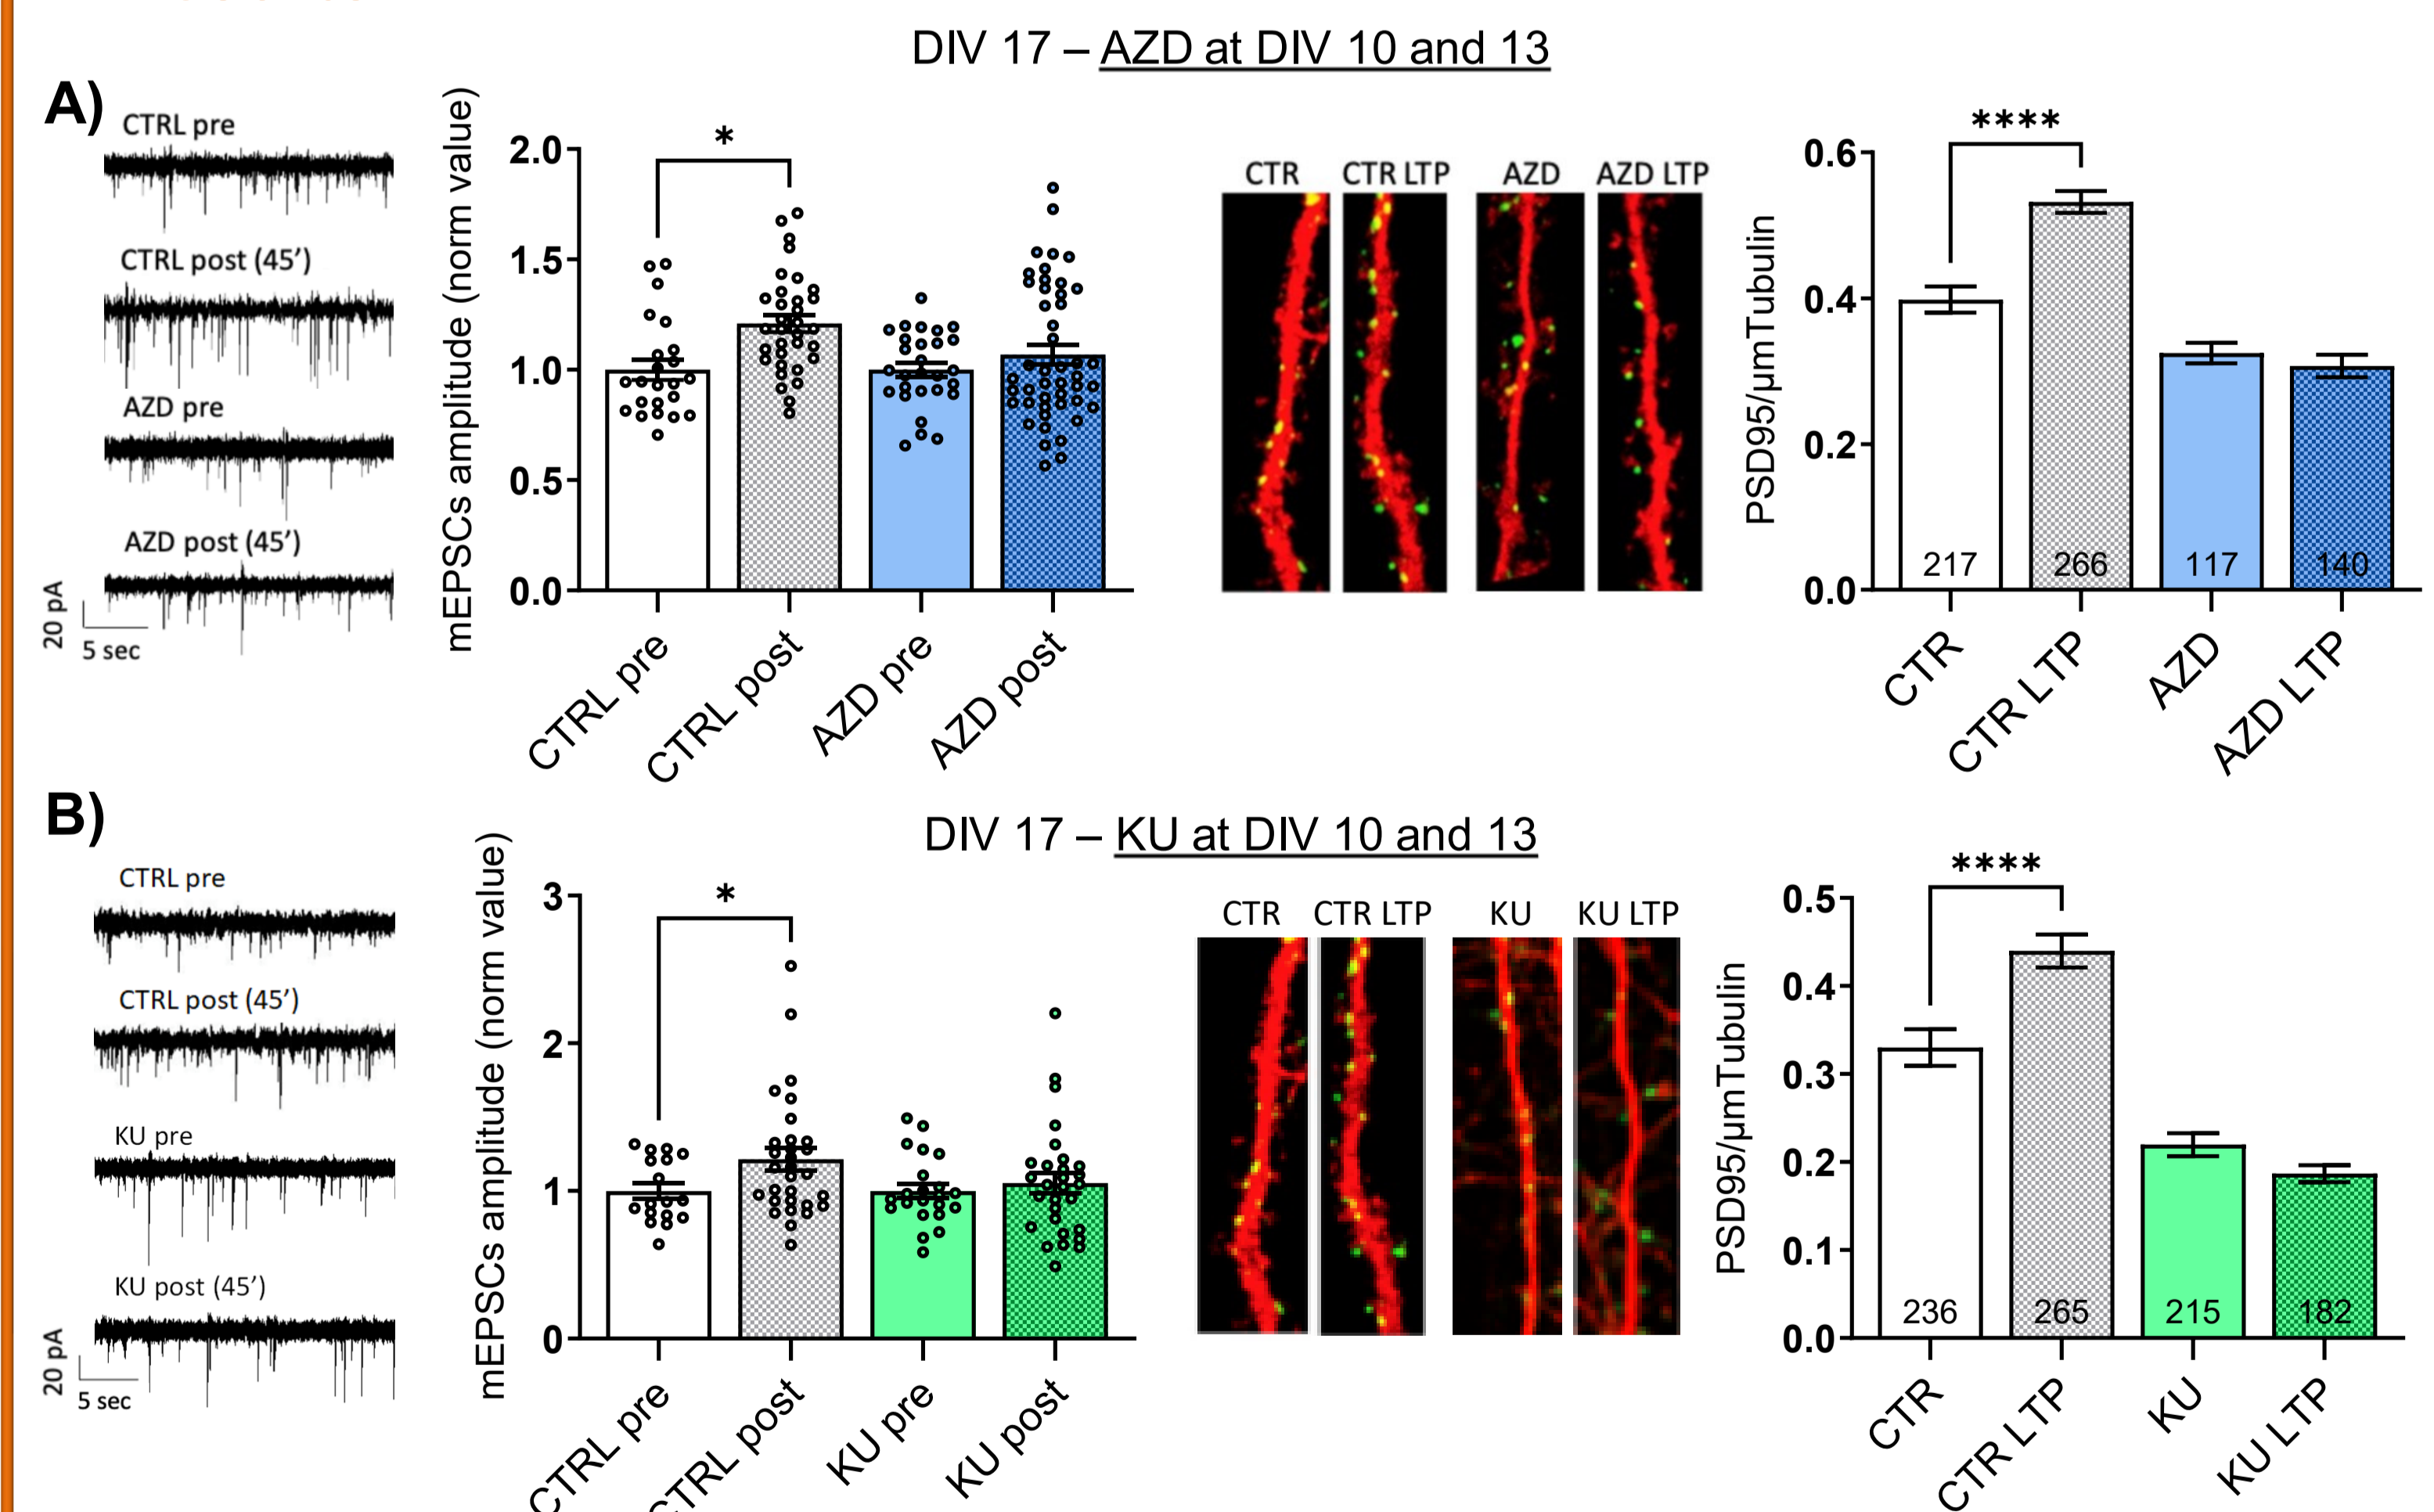 DIV 17 – AZD at DIV 10 and 13
A)
CTRL pre
CTRL post (45’)
AZD pre
AZD post (45’)
20 pA
5 sec
mEPSCs amplitude (norm value)
2.0
1.5
1.0
0.5
0.0
*
CTRL pre
CTRL post
AZD pre
AZD post
CTR
CTR LTP
AZD
AZD LTP
PSD95/µmTubulin
0.6
0.4
0.2
0.0
****
217
266
117
140
CTR
CTR LTP
AZD
AZD LTP
B)
DIV 17 – KU at DIV 10 and 13
CTRL pre
CTRL post (45’)
KU pre
KU post (45’)
20 pA
5 sec
mEPSCs amplitude (norm value)
3
2
1
0
*
CTRL pre
CTRL post
KU pre
KU post
CTR
CTR LTP
KU
KU LTP
PSD95/µmTubulin
0.5
0.4
0.3
0.2
0.1
0.0
****
236
265
215
182
CTR
CTR LTP
KU
KU LTP